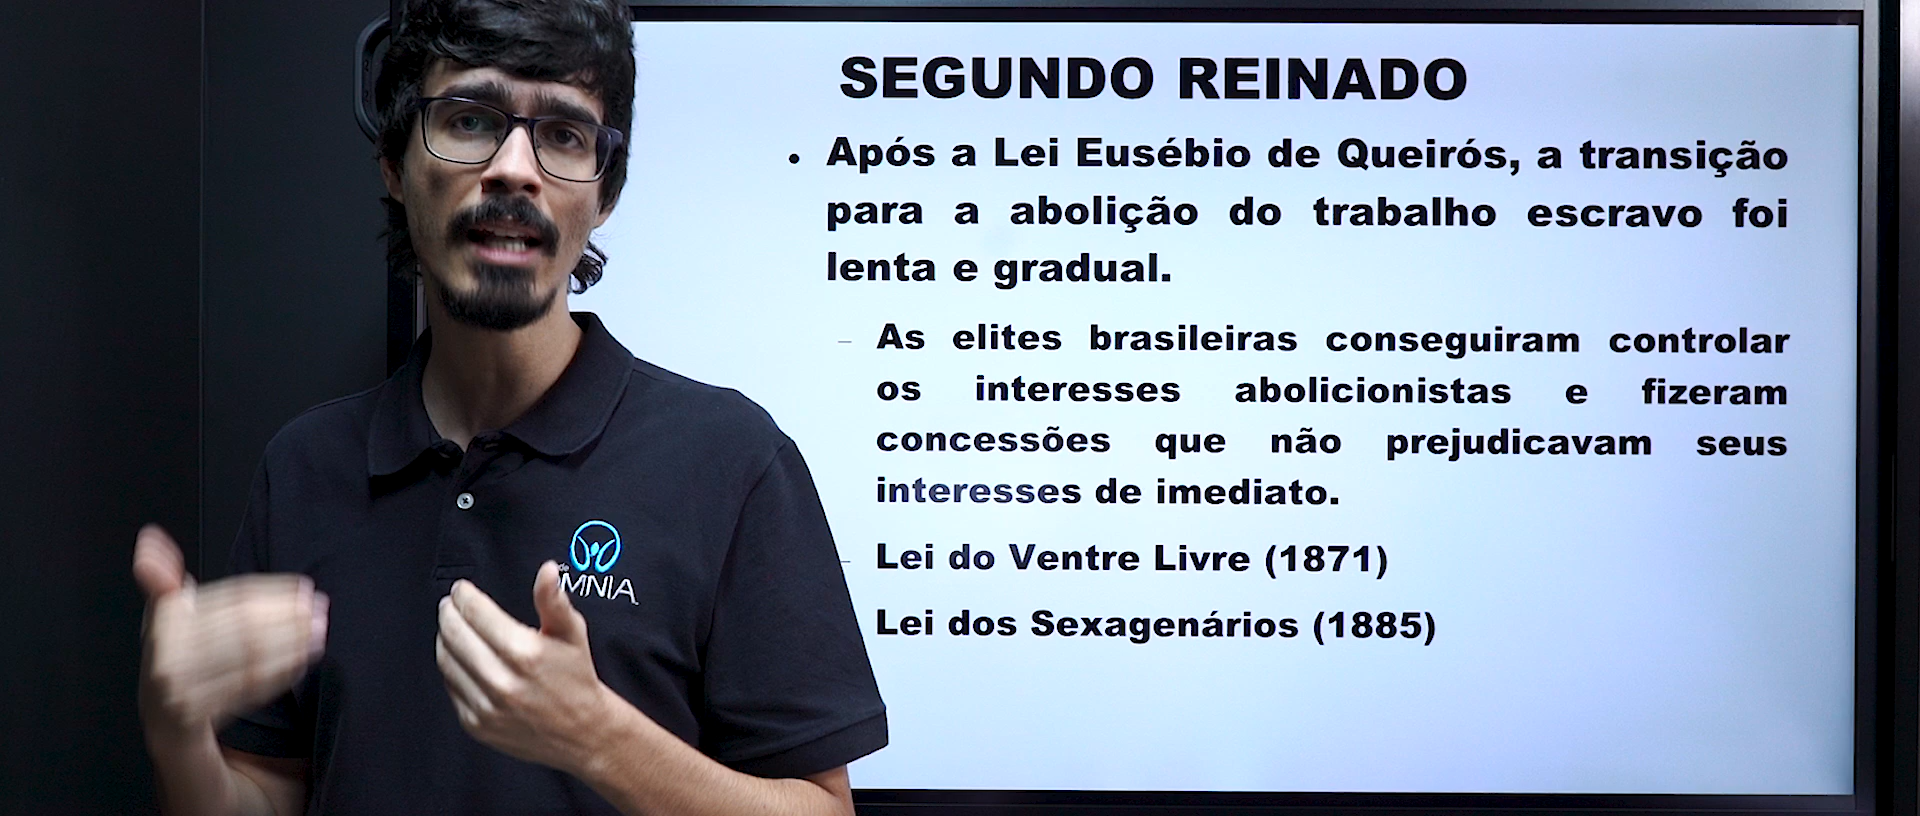 SEGUNDO REINADO
• Após a Lei Eusébio de Queirós, a transição
para a abolição do trabalho escravo foi
lenta e gradual.
– As elites brasileiras conseguiram controlar
os interesses abolicionistas e fizeram
concessões que não prejudicavam seus
interesses de imediato.
– Lei do Ventre Livre (1871)
Lei dos Sexagenários (1885)
de
OMNIA